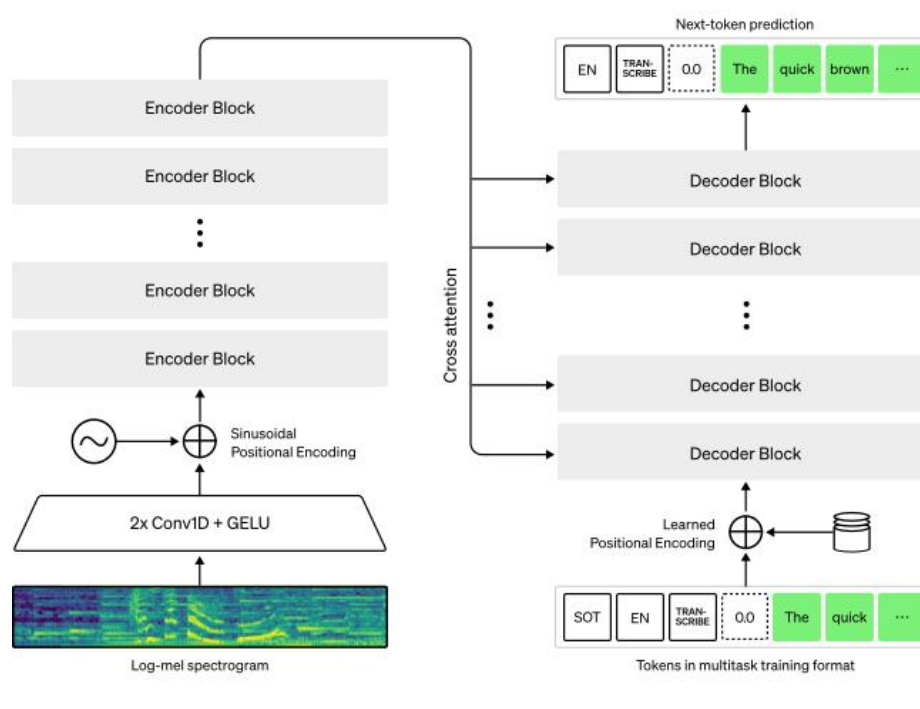 Encoder Block
Encoder Block
Encoder Block
Encoder Block
Sinusoidal
Positional Encoding
2x Conv1D + GELU
Log-mel spectrogram
Cross attention
Next-token prediction
EN
TRAN-
SCRIBE
0.0
The
quick
brown
...
Decoder Block
Decoder Block
Decoder Block
Decoder Block
Learned
Positional Encoding
SOT
EN
TRAN-
SCRIBE
0.0
The
quick
...
Tokens in multitask training format